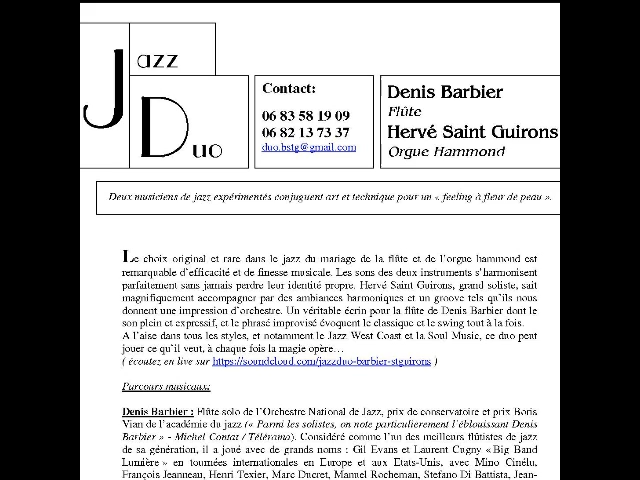 Jazz
Duo
Contact:
06 83 58 19 09
06 82 13 73 37
duo.bstg@gmail.com
Denis Barbier
Flûte
Hervé Saint Guirons
Orgue Hammond
Deux musiciens de jazz expérimentés conjuguent art et technique pour un « feeling à fleur de peau ».
Le choix original et rare dans le jazz du mariage de la flûte et de l'orgue hammond est
remarquable d'efficacité et de finesse musicale. Les sons des deux instruments s'harmonisent
parfaitement sans jamais perdre leur identité propre. Hervé Saint Guirons, grand soliste, sait
magnifiquement accompagner par des ambiances harmoniques et un groove tels qu'ils nous
donnent une impression d'orchestre. Un véritable écrin pour la flûte de Denis Barbier dont le
son plein et expressif, et le phrasé improvisé évoquent le classique et le swing tout à la fois.
A l'aise dans tous les styles, et notamment le Jazz West Coast et la Soul Music, ce duo peut
jouer ce qu'il veut, à chaque fois la magie opère…
( écoutez en live sur https://soundcloud.com/jazzduo-barbier-stguirons )
Parcours musicaux:
Denis Barbier : Flûte solo de l'Orchestre National de Jazz, prix de conservatoire et prix Boris
Vian de l'académie du jazz (« Parmi les solistes, on note particulièrement l'éblouissant Denis
Barbier » - Michel Contat / Télérama). Considéré comme l'un des meilleurs flûtistes de jazz
de sa génération, il a joué avec de grands noms : Gil Evans et Laurent Cugny « Big Band
Lumière » en tournées internationales en Europe et aux Etats-Unis, avec Mino Cinélu,
François Jeanneau, Henri Texier, Marc Ducret, Manuel Rocheman, Stefano Di Battista, Jean-